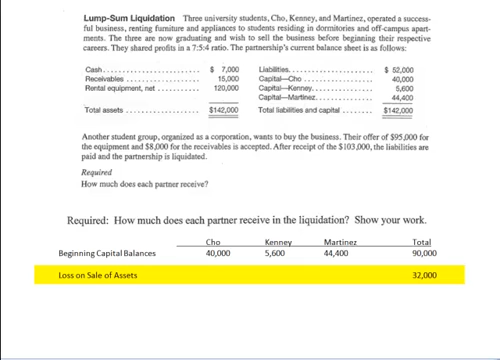 Lump-Sum Liquidation Three university students, Cho, Kenney, and Martinez, operated a success-
ful business, renting furniture and appliances to students residing in dormitories and off-campus apart-
ments. The three are now graduating and wish to sell the business before beginning their respective
careers. They shared profits in a 7:5:4 ratio. The partnership's current balance sheet is as follows:
Cash........................ $ 7,000 Liabilities..................... $ 52,000
Receivables .................. 15,000 Capital—Cho ................. 40,000
Rental equipment, net ........... 120,000 Capital—Kenney............... 5,600
Capital—Martinez.............. 44,400
Total assets .................. $142,000 Total liabilities and capital ........ $142,000
Another student group, organized as a corporation, wants to buy the business. Their offer of $95,000 for
the equipment and $8,000 for the receivables is accepted. After receipt of the $103,000, the liabilities are
paid and the partnership is liquidated.
Required
How much does each partner receive?
Required: How much does each partner receive in the liquidation? Show your work.
Cho Kenney Martinez Total
Beginning Capital Balances 40,000 5,600 44,400 90,000
Loss on Sale of Assets 32,000